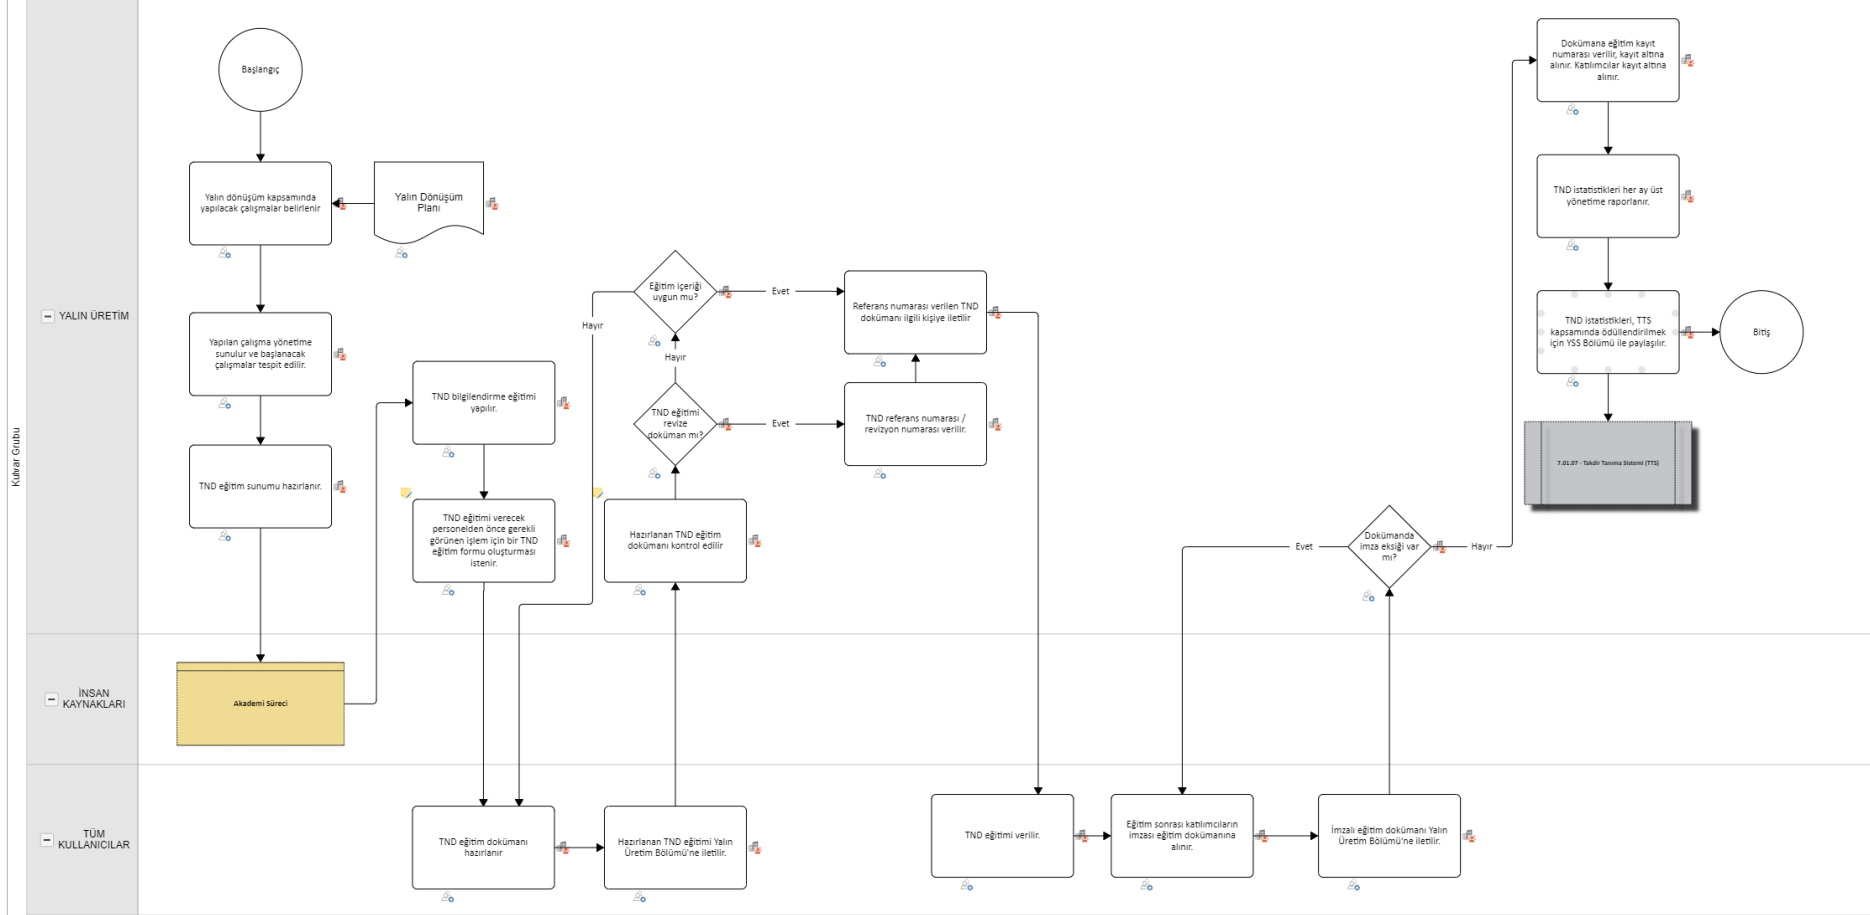 Kulvar Grubu
YALIN ÜRETİM
İNSAN
KAYNAKLARI
TÜM
KULLANICILAR
Başlangıç
Yalın dönüşüm kapsamında
yapılacak çalışmalar belirlenir
Yalın Dönüşüm
Planı
Yapılan çalışma yönetime
sunulur ve başlanacak
çalışmalar tespit edilir.
TND eğitim sunumu hazırlanır.
Akademi Süreci
TND bilgilendirme eğitimi
yapılır.
TND eğitimi verecek
personelden önce gerekli
görünen işlem için bir TND
eğitim formu oluşturması
istenir.
TND eğitim dokümanı
hazırlanır
Hazırlanan TND eğitimi Yalın
Üretim Bölümü'ne iletilir.
Hazırlanan TND eğitim
dokümanı kontrol edilir
TND eğitimi
revize
doküman mı?
Hayır
Evet
Eğitim içeriği
uygun mu?
Hayır
Evet
TND referans numarası /
revizyon numarası verilir.
Referans numarası verilen TND
dokümanı ilgili kişiye iletilir
TND eğitimi verilir.
Eğitim sonrası katılımcıların
imzası eğitim dokümanına
alınır.
İmzalı eğitim dokümanı Yalın
Üretim Bölümü'ne iletilir.
Dokümanda
imza eksiği var
mı?
Evet
Hayır
Dokümana eğitim kayıt
numarası verilir, kayıt altına
alınır. Katılımcılar kayıt altına
alınır.
TND istatistikleri her ay üst
yönetime raporlanır.
TND istatistikleri, TTS
kapsamında ödüllendirilmek
için YSS Bölümü ile paylaşılır.
Bitiş
7.01.07 - Takdir Tanıma Sistemi (TTS)